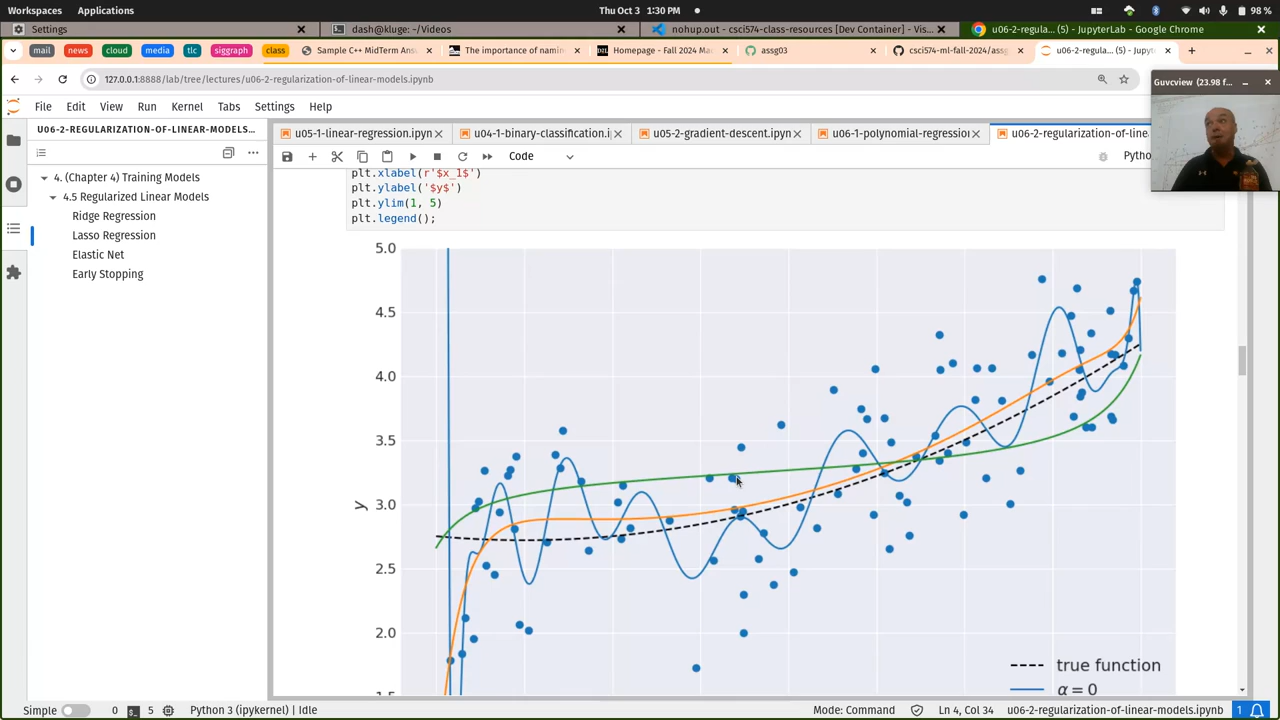 Workspaces Applications Thu Oct 3 1:30 PM 98 %
Settings dash@kluge: ~/Videos nohup.out - csci574-class-resources [Dev Container] - Vis... u06-2-regula... (5) - JupyterLab - Google Chrome
mail news cloud media tlc siggraph class Sample C++ MidTerm An The importance of namin Homepage - Fall 2024 Ma assg03 csci574-ml-fall-2024/ass u06-2-regula... (5) - Jupyt
127.0.0.1:8888/lab/tree/lectures/u06-2-regularization-of-linear-models.ipynb
Guvcview (23.98 f...
File Edit View Run Kernel Tabs Settings Help
U06-2-REGULARIZATION-OF-LINEAR-MODELS...
u05-1-linear-regression.ipyn u04-1-binary-classification.i u05-2-gradient-descent.ipyn u06-1-polynomial-regression u06-2-regularization-of-line
Code Pytho
4. (Chapter 4) Training Models
4.5 Regularized Linear Models
Ridge Regression
Lasso Regression
Elastic Net
Early Stopping
plt.xlabel(r'$x_1$')
plt.ylabel('$y$')
plt.ylim(1, 5)
plt.legend();
5.0
4.5
4.0
3.5
3.0
2.5
2.0
1.5
y
true function
α = 0
Simple 0 5 Python 3 (ipykernel) | Idle Mode: Command Ln 4, Col 34 u06-2-regularization-of-linear-models.ipynb 1